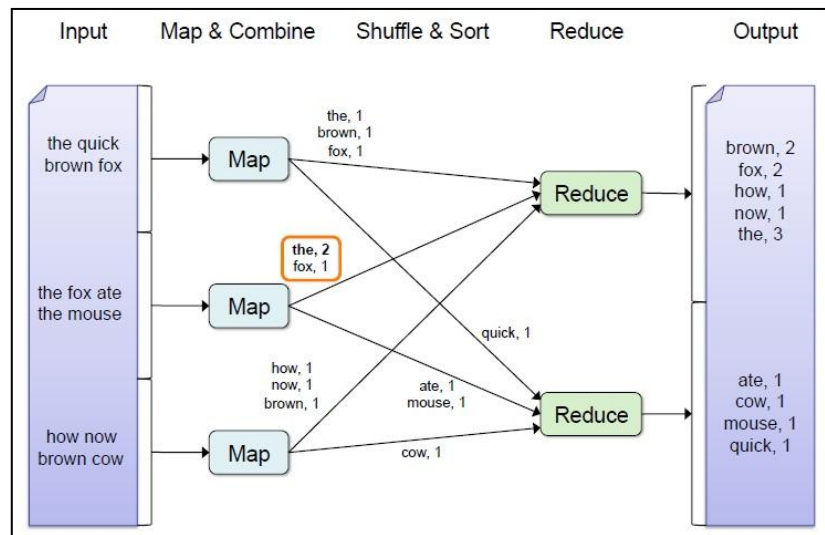 Input
Map & Combine
Shuffle & Sort
Reduce
Output
the quick
brown fox
Map
the, 1
brown, 1
fox, 1
Reduce
brown, 2
fox, 2
how, 1
now, 1
the, 3
the, 2
fox, 1
the fox ate
the mouse
Map
quick, 1
how, 1
now, 1
brown, 1
ate, 1
mouse, 1
Reduce
ate, 1
cow, 1
mouse, 1
quick, 1
how now
brown cow
Map
cow, 1